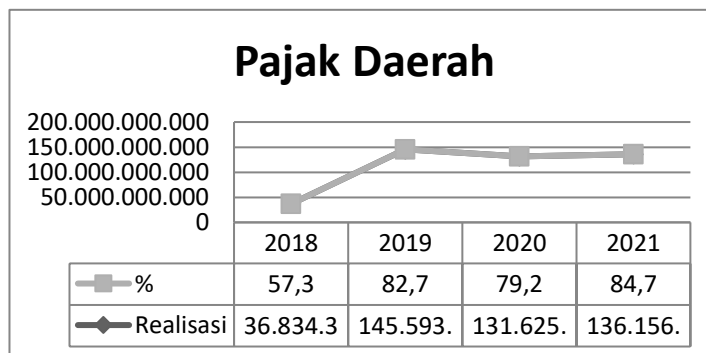 Pajak Daerah
200.000.000.000
150.000.000.000
100.000.000.000
50.000.000.000
0
2018 2019 2020 2021
% 57,3 82,7 79,2 84,7
Realisasi 36.834.3 145.593. 131.625. 136.156.